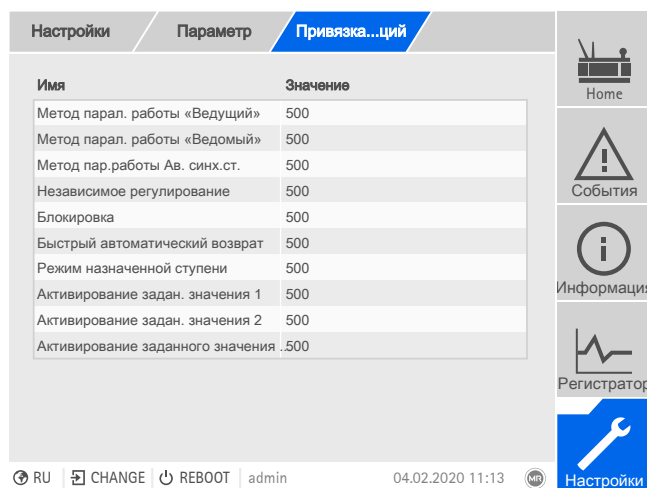 Настройки Параметр Привязка...ций
Имя Значение
Метод парал. работы «Ведущий» 500
Метод парал. работы «Ведомый» 500
Метод пар.работы Ав. синх.ст. 500
Независимое регулирование 500
Блокировка 500
Быстрый автоматический возврат 500
Режим назначенной ступени 500
Активирование задан. значения 1 500
Активирование задан. значения 2 500
Активирование заданного значения ..500
Home
События
Информация
Регистратор
Настройки
RU CHANGE REBOOT admin 04.02.2020 11:13 MR